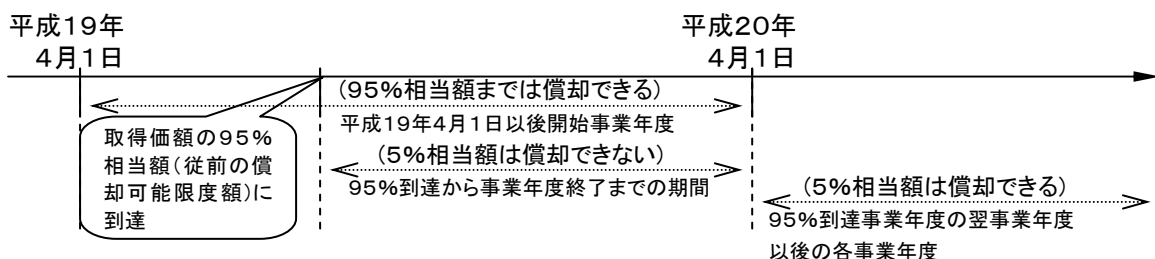 平成19年
4月1日
平成20年
4月1日
(95%相当額までは償却できる)
平成19年4月1日以後開始事業年度
取得価額の95%
相当額(従前の償
却可能限度額)に
到達
(5%相当額は償却できない)
95%到達から事業年度終了までの期間
(5%相当額は償却できる)
95%到達事業年度の翌事業年度
以後の各事業年度